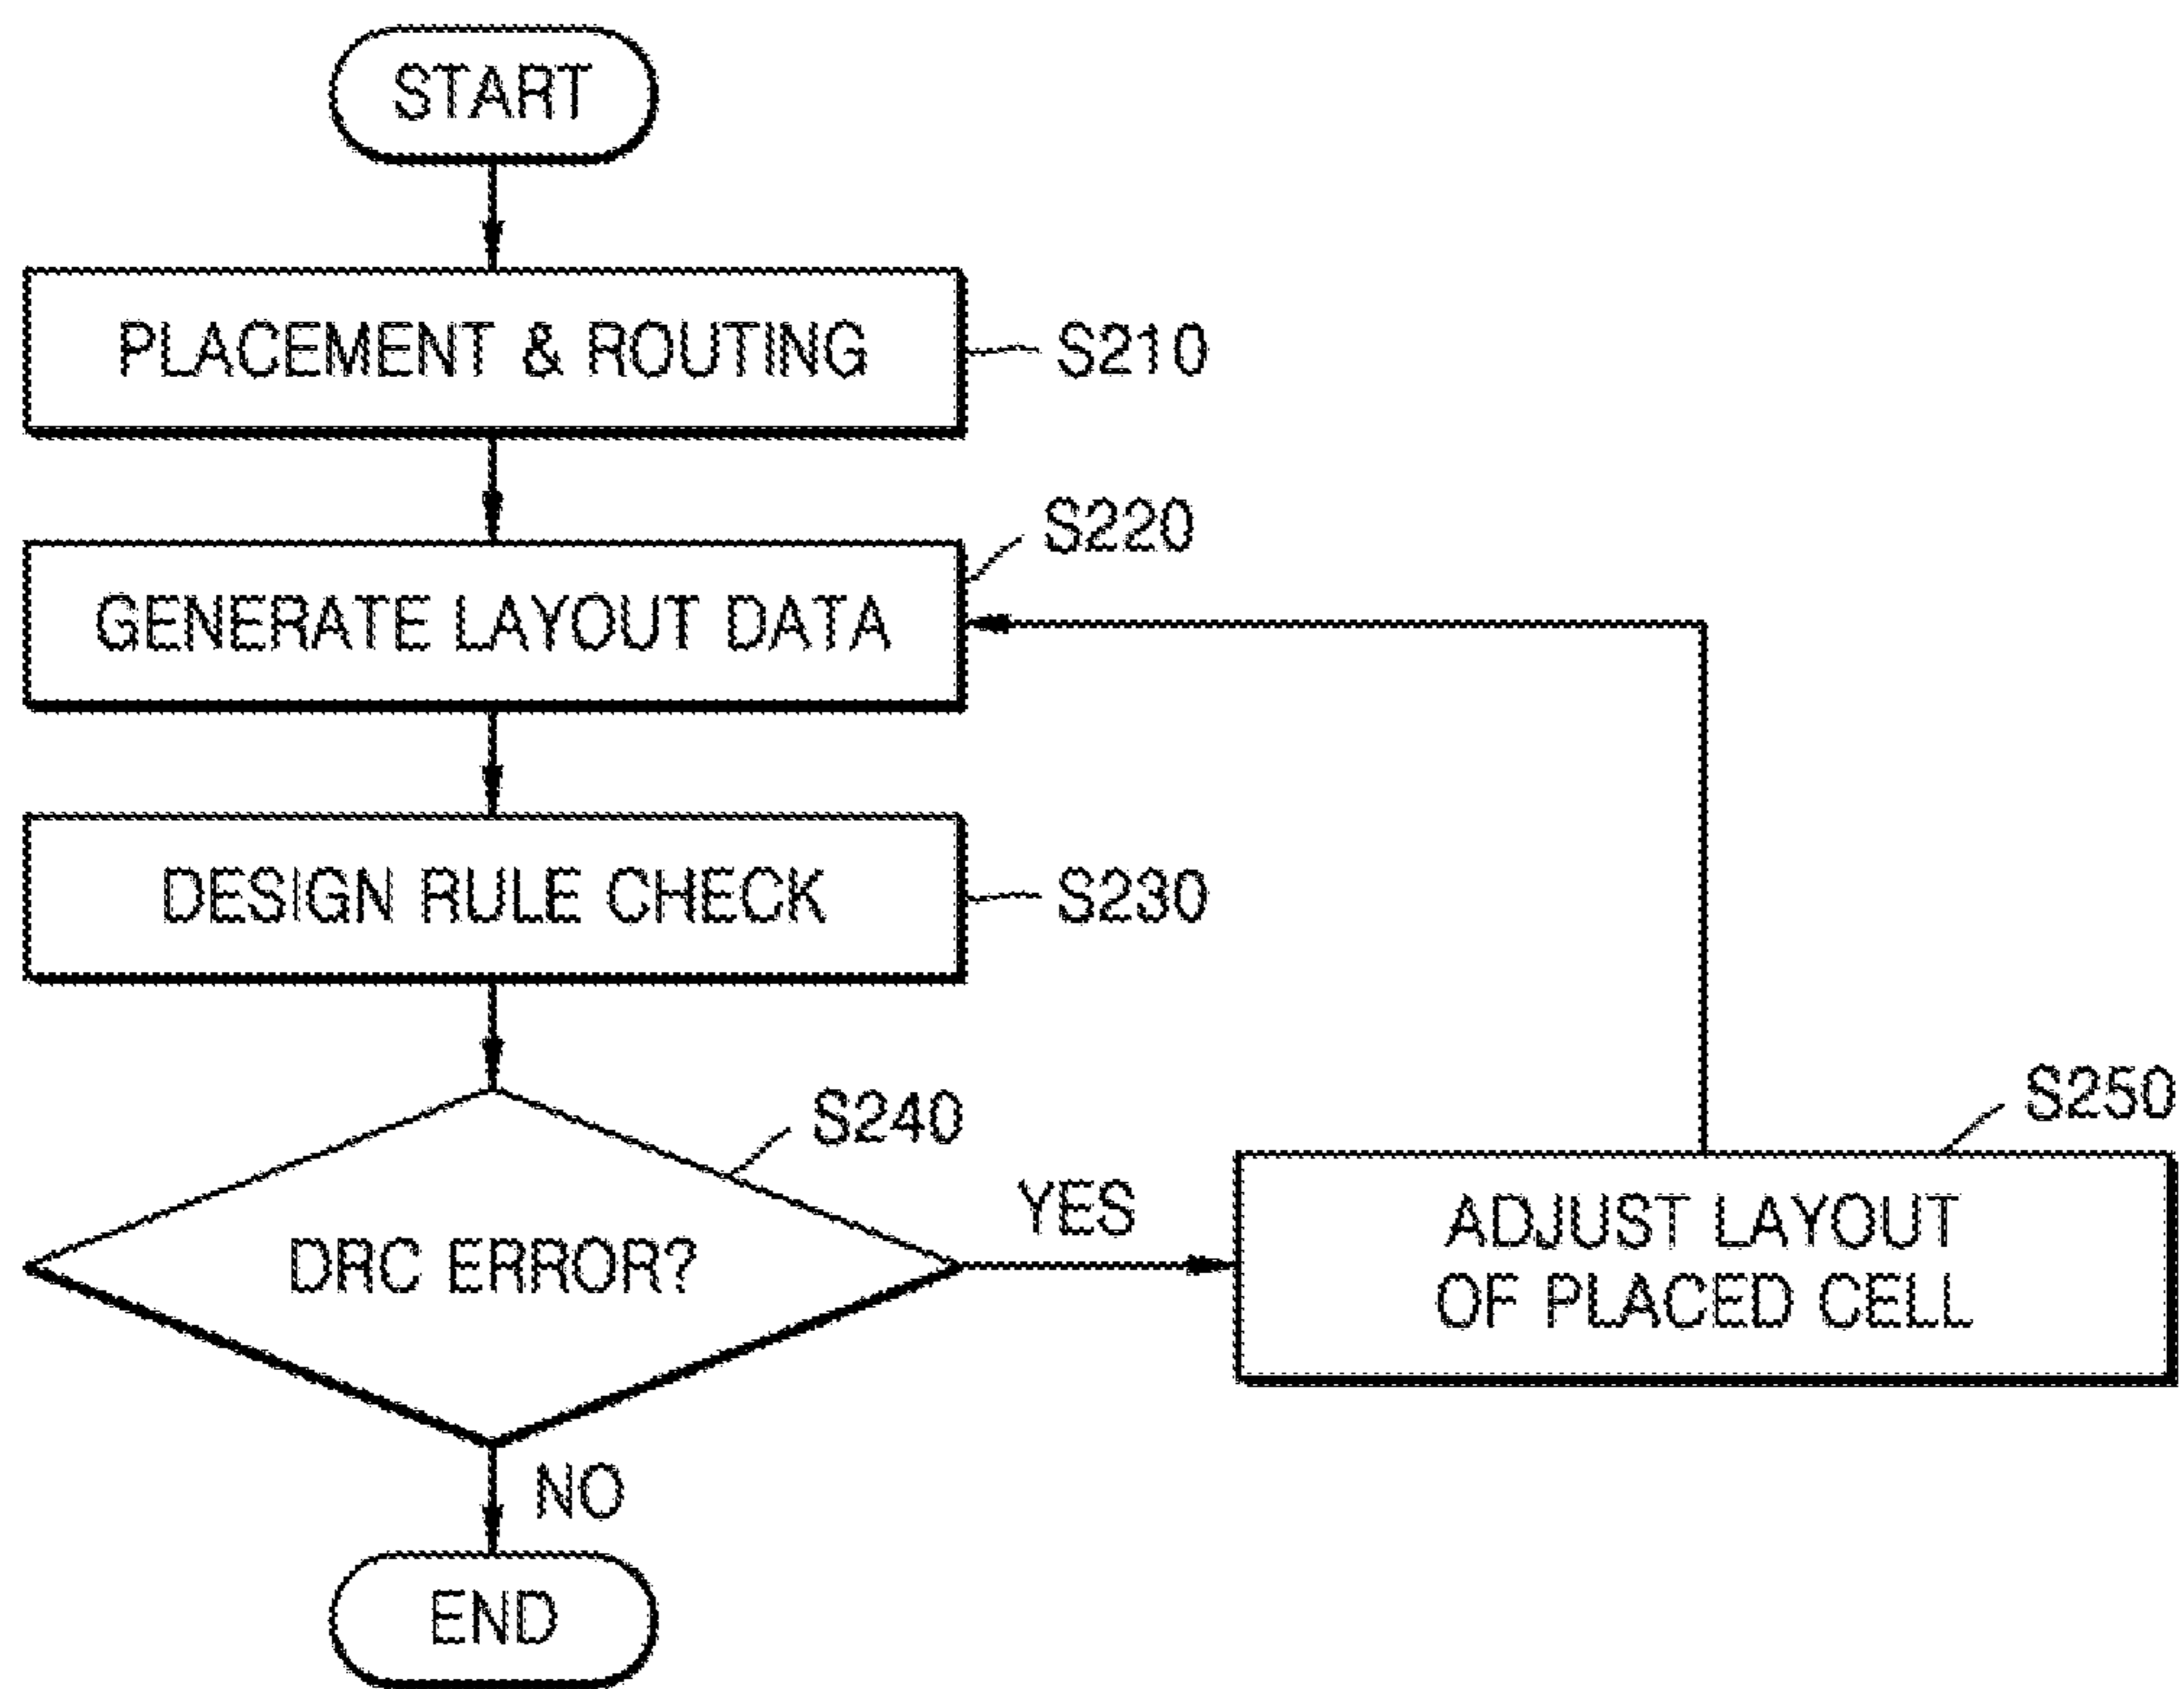 START
PLACEMENT & ROUTING
S210
S220
GENERATE LAYOUT DATA
DESIGN RULE CHECK
S230
S240
DRC ERROR?
YES
S250
ADJUST LAYOUT
OF PLACED CELL
NO
END